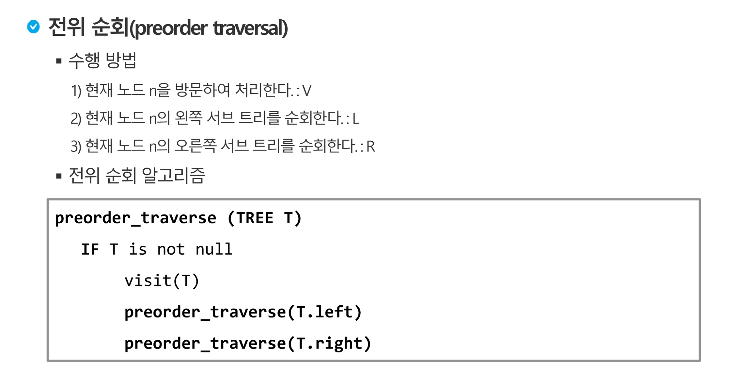 전위 순회(preorder traversal)
▪ 수행 방법
1) 현재 노드 n을 방문하여 처리한다. : V
2) 현재 노드 n의 왼쪽 서브 트리를 순회한다. : L
3) 현재 노드 n의 오른쪽 서브 트리를 순회한다. : R
▪ 전위 순회 알고리즘
preorder_traverse (TREE T)
IF T is not null
visit(T)
preorder_traverse(T.left)
preorder_traverse(T.right)